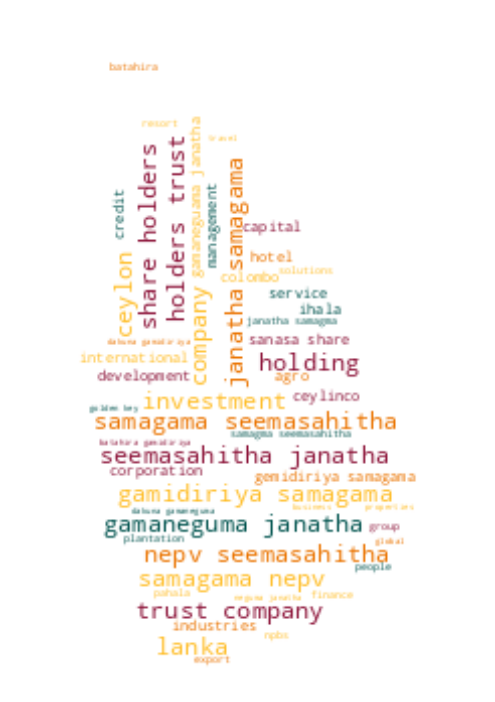 batahira
resort
travel
credit
share holders
holders trust
gamaneguama janatha
management
janatha samagama
capital
ceylon
company
hotel
colombo
solutions
service
ihala
janatha samagma
dakuna gamidiriya
sanasa share
international
holding
development
agro
ceylinco
golden key
investment
samagama seemasahitha
samagma seemasahitha
batahira gamidiriya
seemasahitha janatha
corporation
gemidiriya samagama
gamidiriya samagama
dakuna gamaneguma
business
properties
gamaneguma janatha
group
plantation
global
nepv seemasahitha
people
samagama nepv
pahala
neguma janatha
finance
trust company
industries
npbs
lanka
export